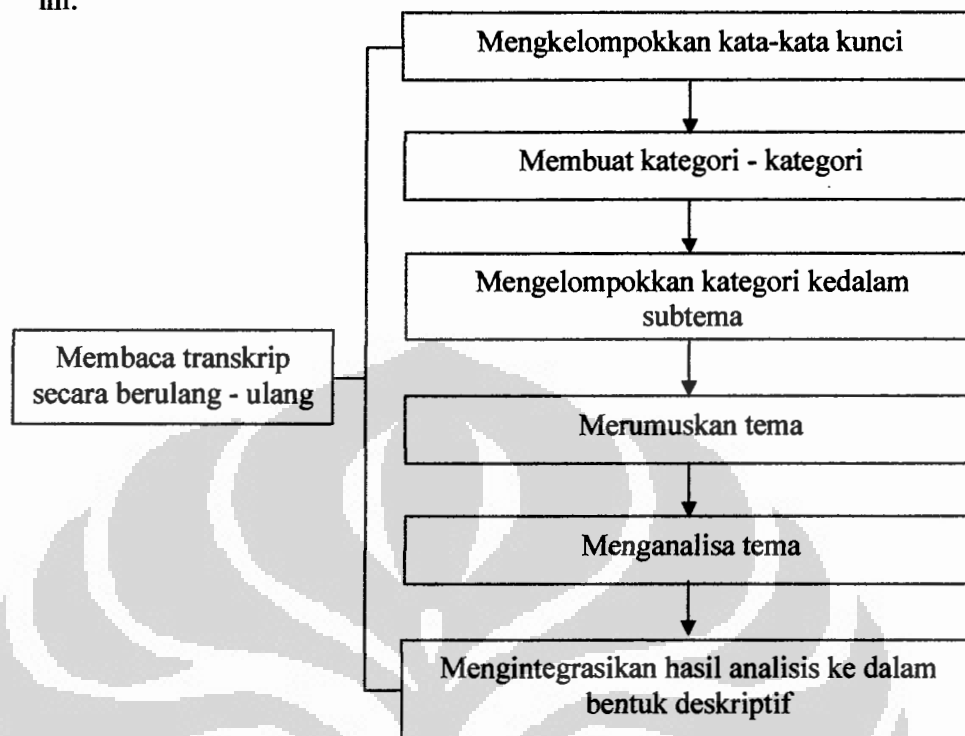 ini.
Mengkelompokkan kata-kata kunci
Membuat kategori - kategori
Mengelompokkan kategori kedalam
subtema
Membaca transkrip
secara berulang - ulang
Merumuskan tema
Menganalisa tema
Mengintegrasikan hasil analisis ke dalam
bentuk deskriptif